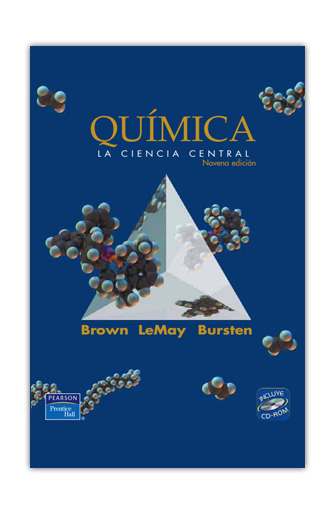 QUÍMICA
LA CIENCIA CENTRAL
Novena edición
Brown LeMay Bursten
PEARSON
Prentice
Hall
®
INCLUYE
CD-ROM